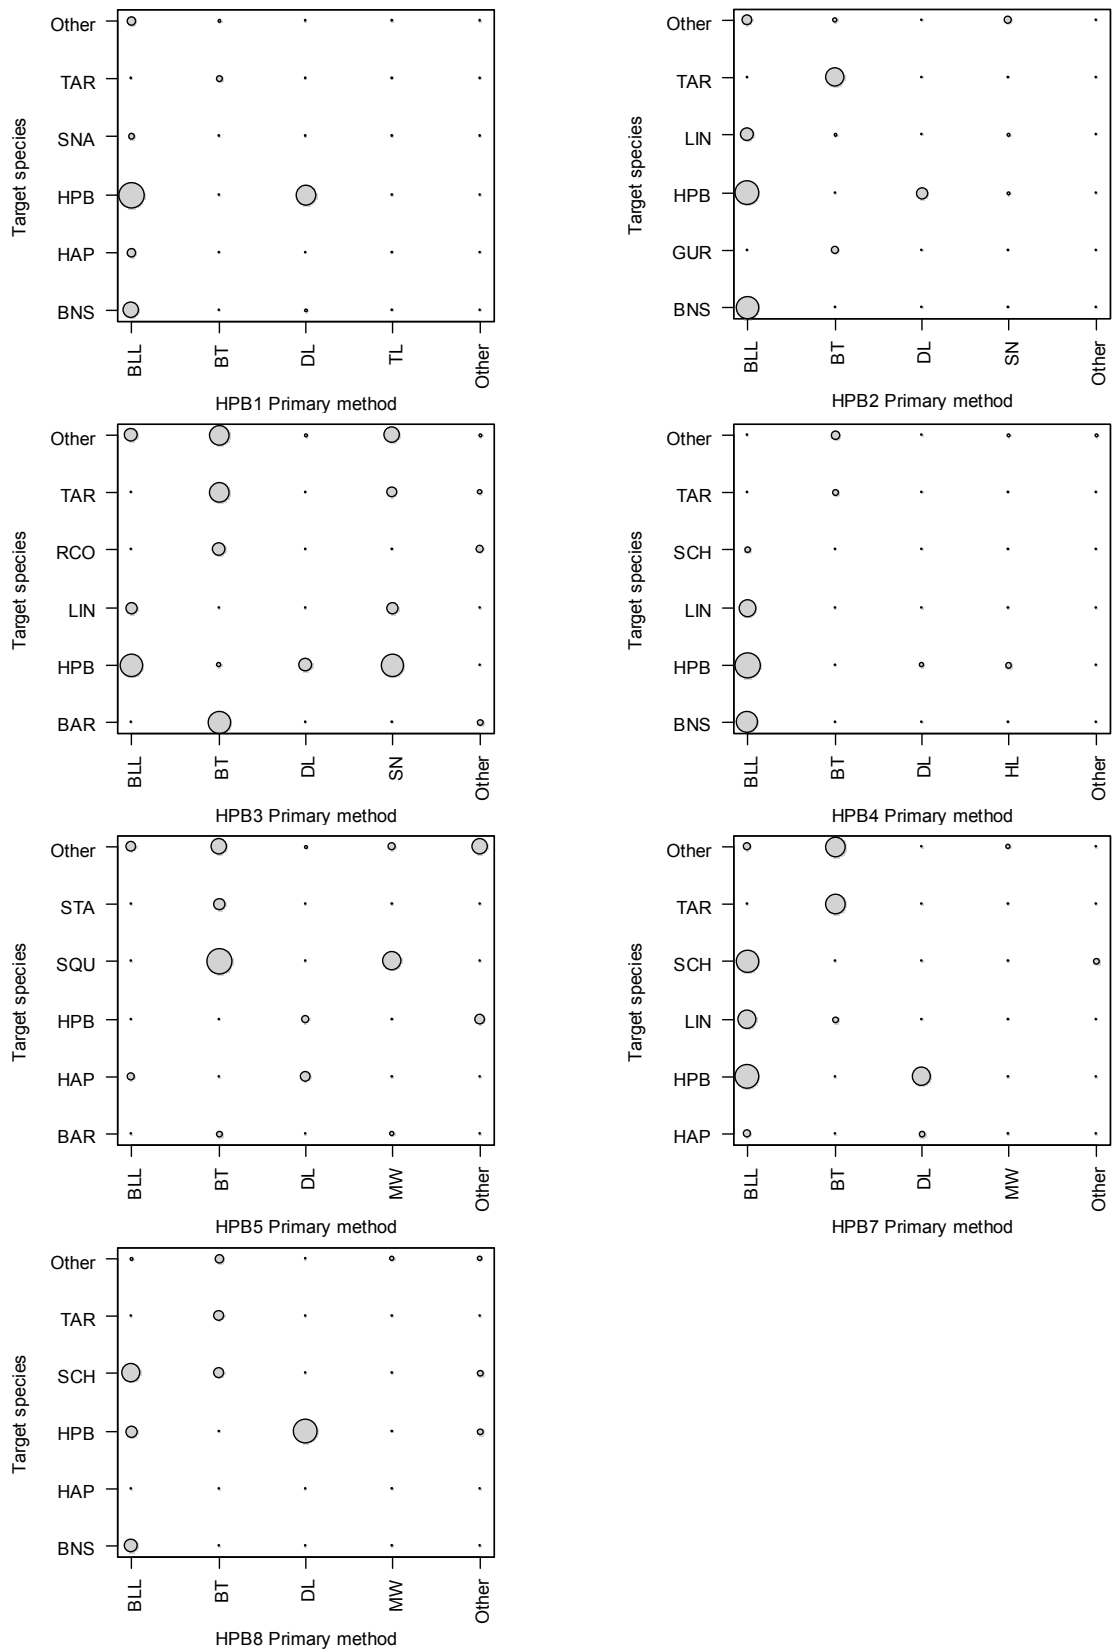 Target species
Other
TAR
SNA
HPB
HAP
BNS
BLL
BT
DL
TL
Other
HPB1 Primary method
Target species
Other
TAR
LIN
HPB
GUR
BNS
BLL
BT
DL
SN
Other
HPB2 Primary method
Target species
Other
TAR
RCO
LIN
HPB
BAR
BLL
BT
DL
SN
Other
HPB3 Primary method
Target species
Other
TAR
SCH
LIN
HPB
BNS
BLL
BT
DL
HL
Other
HPB4 Primary method
Target species
Other
STA
SQU
HPB
HAP
BAR
BLL
BT
DL
MW
Other
HPB5 Primary method
Target species
Other
TAR
SCH
LIN
HPB
HAP
BLL
BT
DL
MW
Other
HPB7 Primary method
Target species
Other
TAR
SCH
HPB
HAP
BNS
BLL
BT
DL
MW
Other
HPB8 Primary method